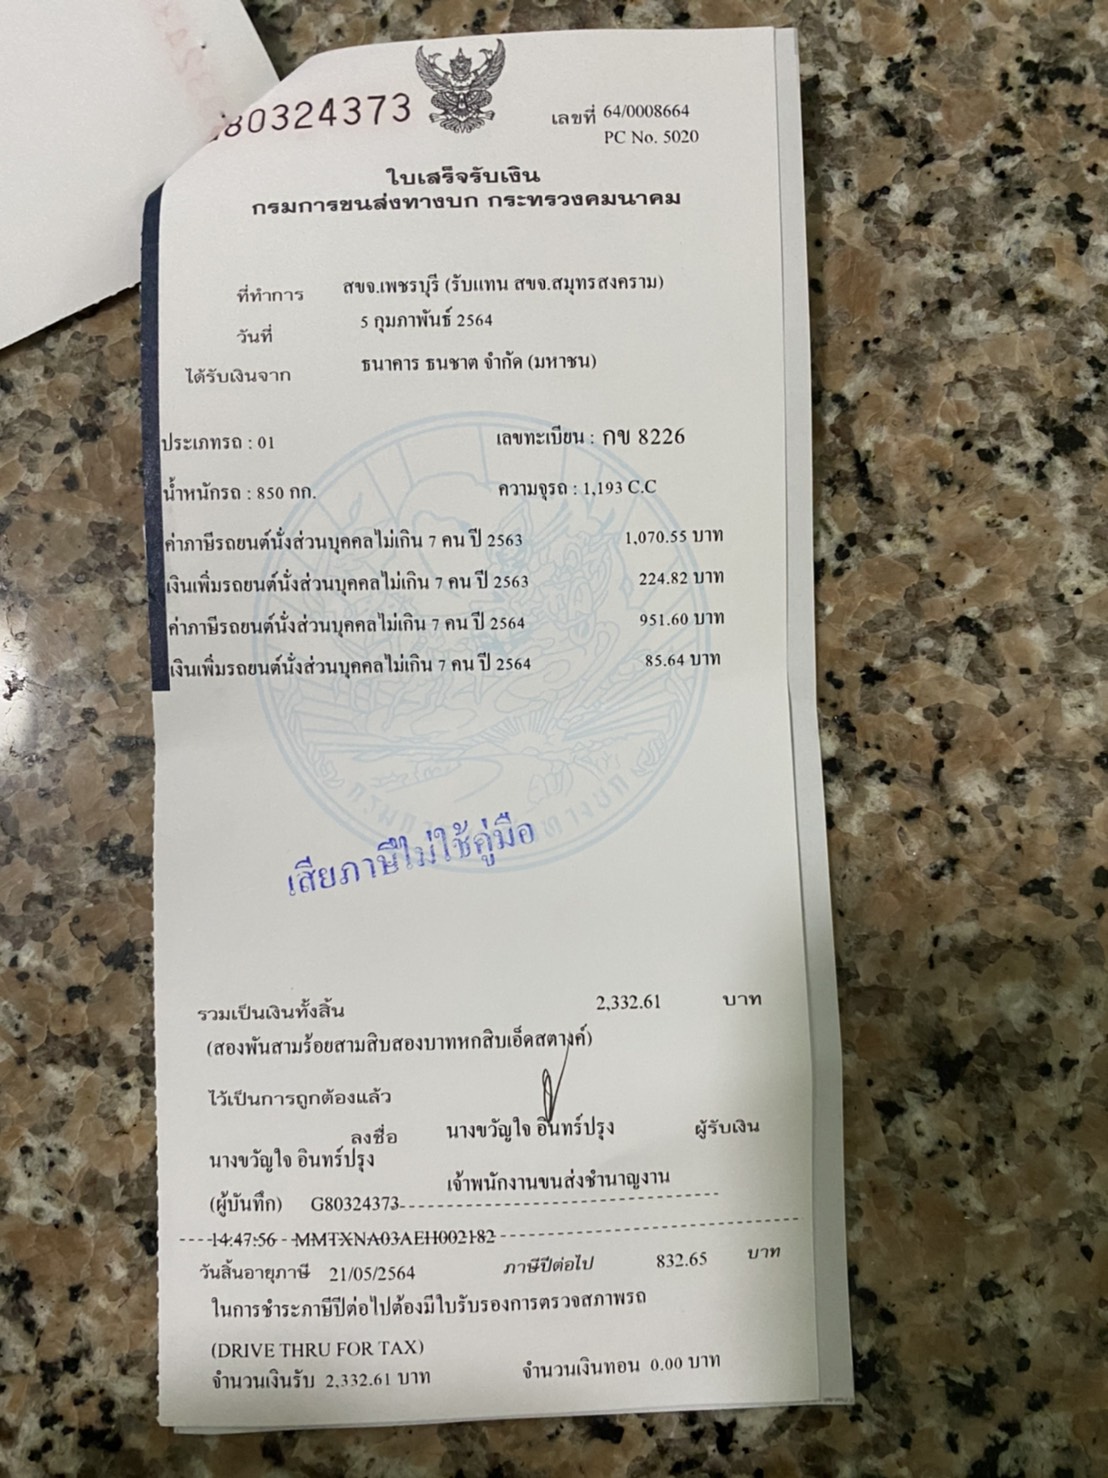 80324373
เลขที่ 64/0008664
PC No. 5020
ใบเสร็จรับเงิน
กรมการขนส่งทางบก กระทรวงคมนาคม
ที่ทำการ สขจ.เพชรบุรี (รับแทน สขจ.สมุทรสงคราม)
วันที่ 5 กุมภาพันธ์ 2564
ได้รับเงินจาก ธนาคาร ธนชาต จำกัด (มหาชน)
ประเภทรถ : 01 เลขทะเบียน : กข 8226
น้ำหนักรถ : 850 กก. ความจุรถ : 1,193 C.C
ค่าภาษีรถยนต์นั่งส่วนบุคคลไม่เกิน 7 คน ปี 2563 1,070.55 บาท
เงินเพิ่มรถยนต์นั่งส่วนบุคคลไม่เกิน 7 คน ปี 2563 224.82 บาท
ค่าภาษีรถยนต์นั่งส่วนบุคคลไม่เกิน 7 คน ปี 2564 951.60 บาท
เงินเพิ่มรถยนต์นั่งส่วนบุคคลไม่เกิน 7 คน ปี 2564 85.64 บาท
เสียภาษีไม่ใช้คู่มือ
รวมเป็นเงินทั้งสิ้น 2,332.61 บาท
(สองพันสามร้อยสามสิบสองบาทหกสิบเอ็ดสตางค์)
ไว้เป็นการถูกต้องแล้ว
ลงชื่อ นางขวัญใจ อินทร์ปรุง ผู้รับเงิน
นางขวัญใจ อินทร์ปรุง
เจ้าพนักงานขนส่งชำนาญงาน
(ผู้บันทึก) G80324373
14:47:56 - MMTXNA03AEH002182
วันสิ้นอายุภาษี 21/05/2564 ภาษีปีต่อไป 832.65 บาท
ในการชำระภาษีปีต่อไปต้องมีใบรับรองการตรวจสภาพรถ
(DRIVE THRU FOR TAX)
จำนวนเงินรับ 2,332.61 บาท จำนวนเงินทอน 0.00 บาท